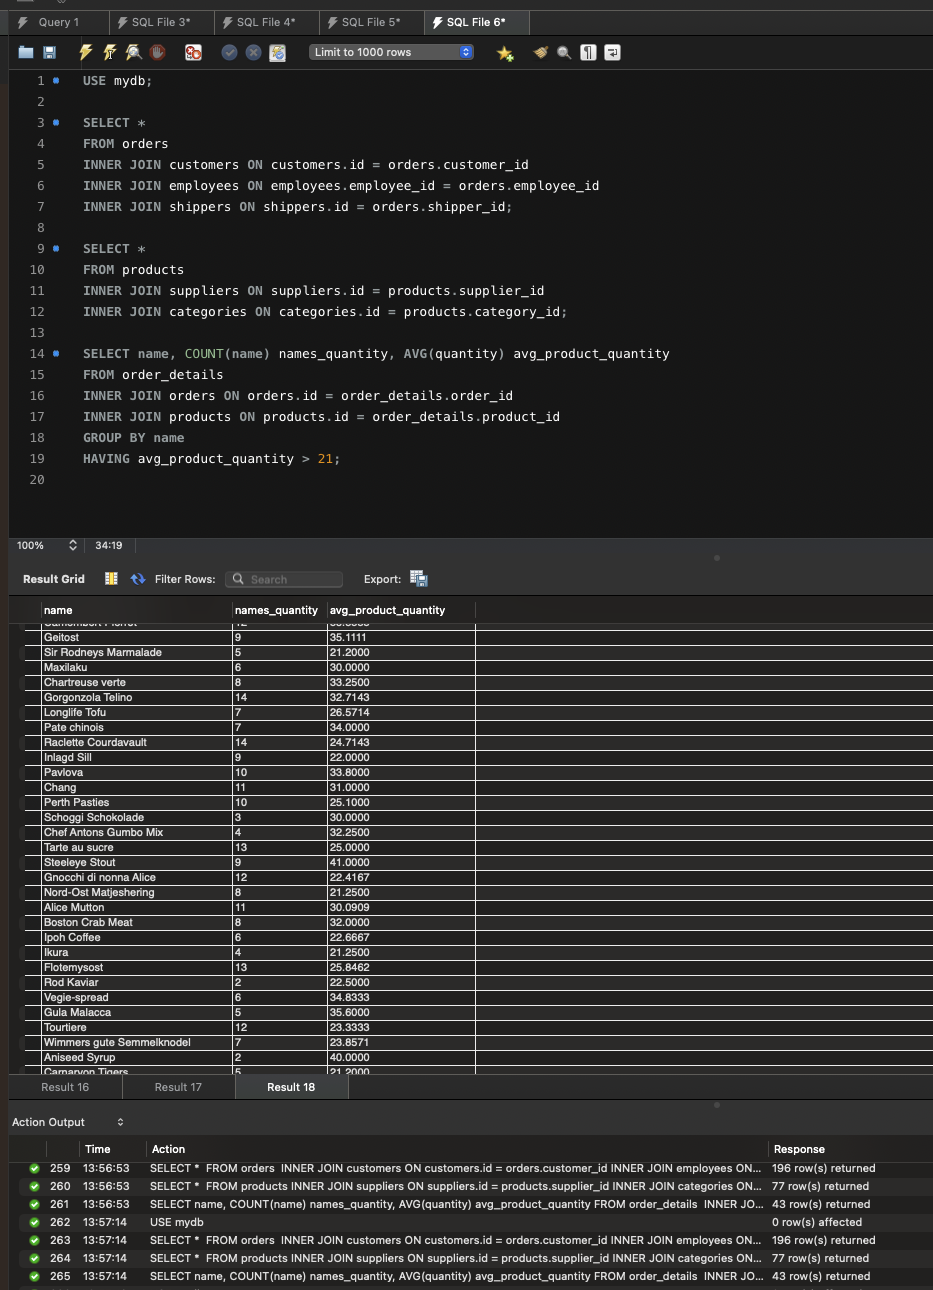 Query 1 SQL File 3* SQL File 4* SQL File 5* SQL File 6*
Limit to 1000 rows
1 USE mydb;
2
3 SELECT *
4 FROM orders
5 INNER JOIN customers ON customers.id = orders.customer_id
6 INNER JOIN employees ON employees.employee_id = orders.employee_id
7 INNER JOIN shippers ON shippers.id = orders.shipper_id;
8
9 SELECT *
10 FROM products
11 INNER JOIN suppliers ON suppliers.id = products.supplier_id
12 INNER JOIN categories ON categories.id = products.category_id;
13
14 SELECT name, COUNT(name) names_quantity, AVG(quantity) avg_product_quantity
15 FROM order_details
16 INNER JOIN orders ON orders.id = order_details.order_id
17 INNER JOIN products ON products.id = order_details.product_id
18 GROUP BY name
19 HAVING avg_product_quantity > 21;
20
100% 34:19
Result Grid Filter Rows: Search Export:
name names_quantity avg_product_quantity
Geitost 9 35.1111
Sir Rodneys Marmalade 5 21.2000
Maxilaku 6 30.0000
Chartreuse verte 8 33.2500
Gorgonzola Telino 14 32.7143
Longlife Tofu 7 26.5714
Pate chinois 7 34.0000
Raclette Courdavault 14 24.7143
Inlagd Sill 9 22.0000
Pavlova 10 33.8000
Chang 11 31.0000
Perth Pasties 10 25.1000
Schoggi Schokolade 3 30.0000
Chef Antons Gumbo Mix 4 32.2500
Tarte au sucre 13 25.0000
Steeleye Stout 9 41.0000
Gnocchi di nonna Alice 12 22.4167
Nord-Ost Matjeshering 8 21.2500
Alice Mutton 11 30.0909
Boston Crab Meat 8 32.0000
Ipoh Coffee 6 22.6667
Ikura 4 21.2500
Flotemysost 13 25.8462
Rod Kaviar 2 22.5000
Vegie-spread 6 34.8333
Gula Malacca 5 35.6000
Tourtiere 12 23.3333
Wimmers gute Semmelknodel 7 23.8571
Aniseed Syrup 2 40.0000
Carnarvon Tigers 5 21.2000
Result 16 Result 17 Result 18
Action Output
Time Action Response
259 13:56:53 SELECT * FROM orders INNER JOIN customers ON customers.id = orders.customer_id INNER JOIN employees ON... 196 row(s) returned
260 13:56:53 SELECT * FROM products INNER JOIN suppliers ON suppliers.id = products.supplier_id INNER JOIN categories ON... 77 row(s) returned
261 13:56:53 SELECT name, COUNT(name) names_quantity, AVG(quantity) avg_product_quantity FROM order_details INNER JO... 43 row(s) returned
262 13:57:14 USE mydb 0 row(s) affected
263 13:57:14 SELECT * FROM orders INNER JOIN customers ON customers.id = orders.customer_id INNER JOIN employees ON... 196 row(s) returned
264 13:57:14 SELECT * FROM products INNER JOIN suppliers ON suppliers.id = products.supplier_id INNER JOIN categories ON... 77 row(s) returned
265 13:57:14 SELECT name, COUNT(name) names_quantity, AVG(quantity) avg_product_quantity FROM order_details INNER JO... 43 row(s) returned